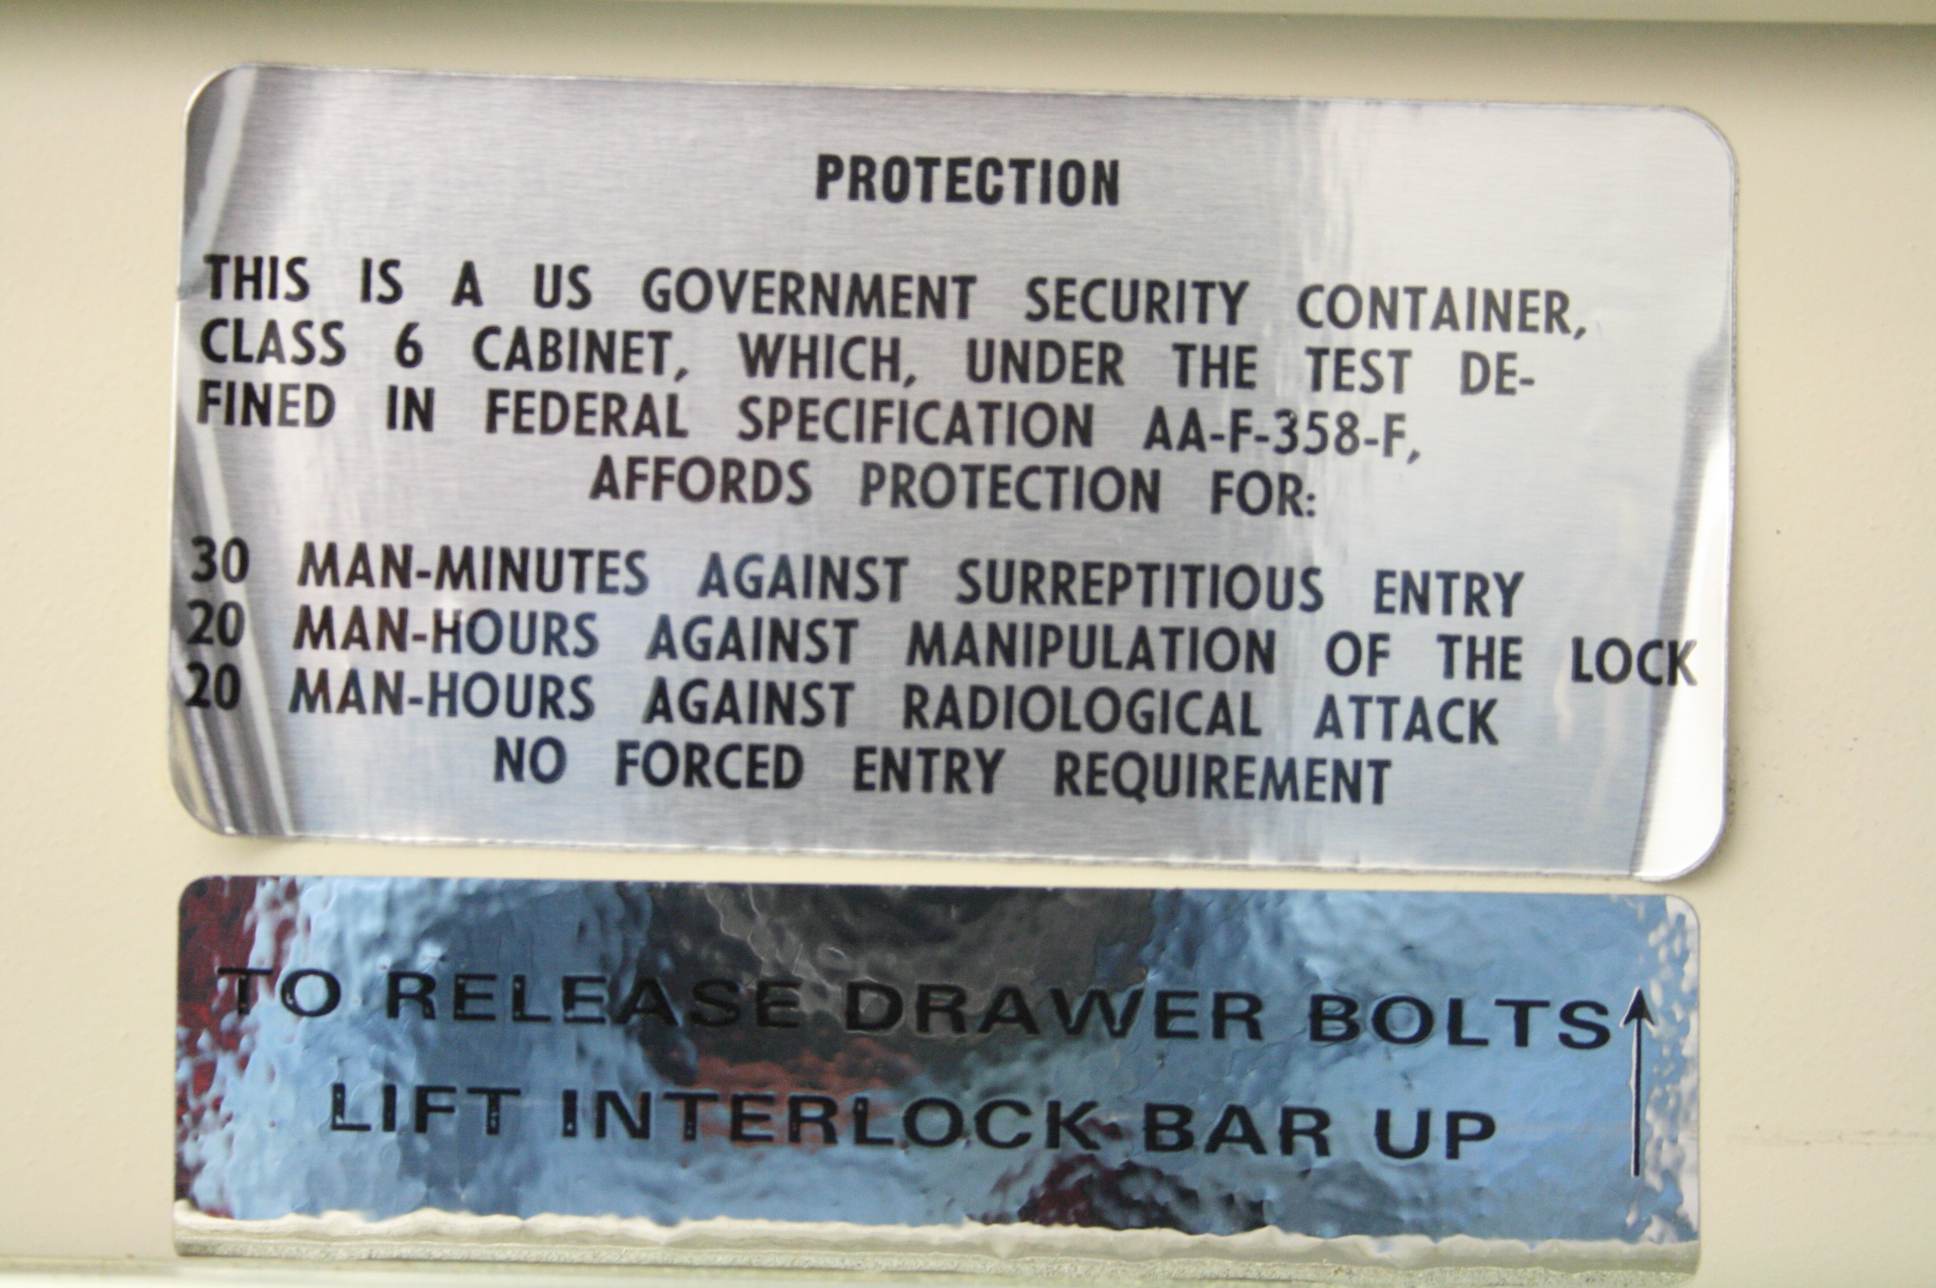 PROTECTION
THIS IS A US GOVERNMENT SECURITY CONTAINER,
CLASS 6 CABINET, WHICH, UNDER THE TEST DE-
FINED IN FEDERAL SPECIFICATION AA-F-358-F,
AFFORDS PROTECTION FOR:
30 MAN-MINUTES AGAINST SURREPTITIOUS ENTRY
20 MAN-HOURS AGAINST MANIPULATION OF THE LOCK
20 MAN-HOURS AGAINST RADIOLOGICAL ATTACK
NO FORCED ENTRY REQUIREMENT
TO RELEASE DRAWER BOLTS
LIFT INTERLOCK BAR UP